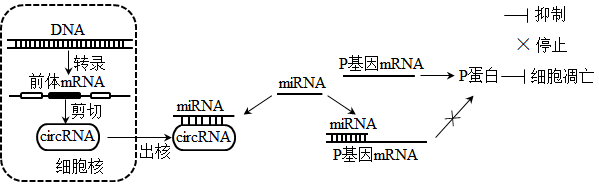 DNA
转录
前体mRNA
剪切
circRNA
细胞核
出核
miRNA
circRNA
miRNA
P基因mRNA
miRNA
P基因mRNA
P蛋白
细胞凋亡
抑制
停止